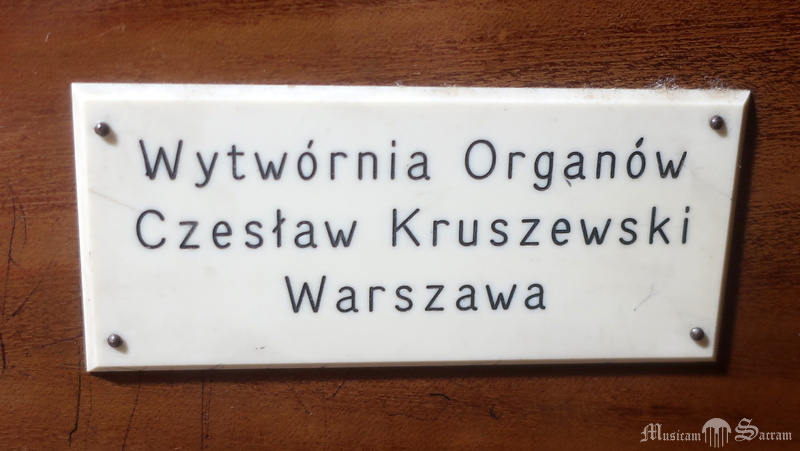 Wytwórnia Organów
Czesław Kruszewski
Warszawa
Musicam Sacram